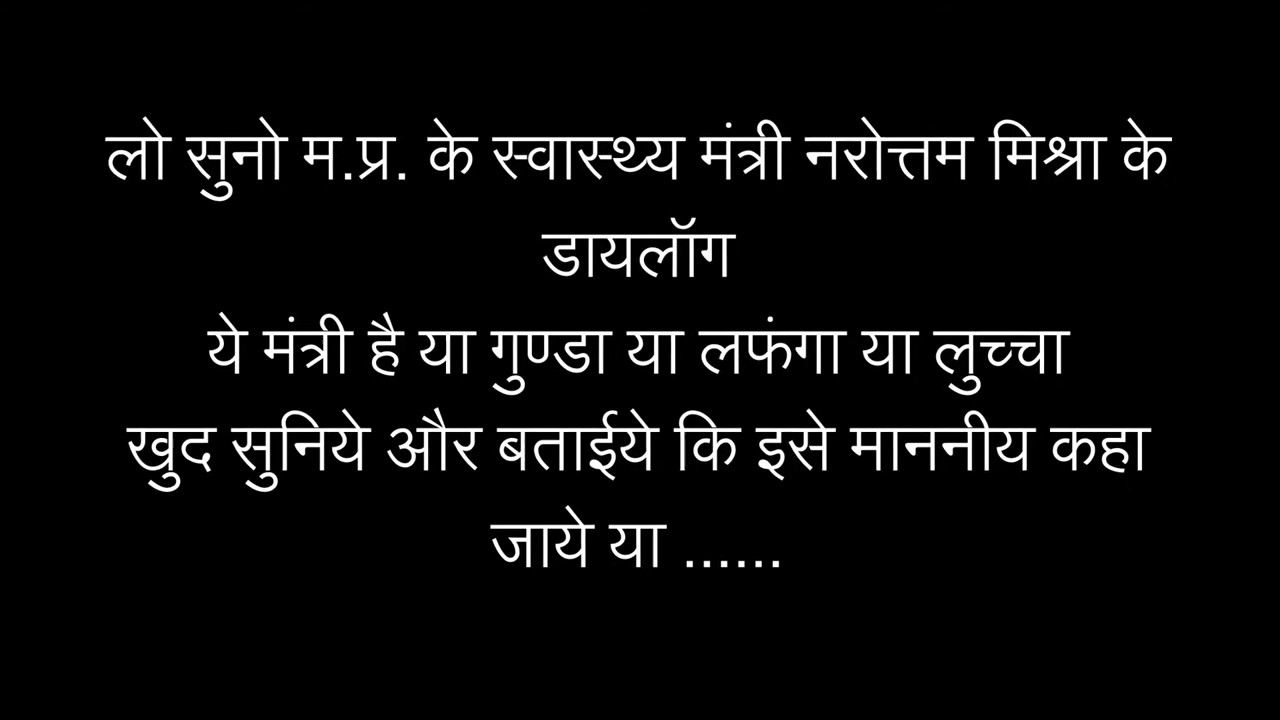 लो सुनो म.प्र. के स्वास्थ्य मंत्री नरोत्तम मिश्रा के
डायलॉग
ये मंत्री है या गुण्डा या लफंगा या लुच्चा
खुद सुनिये और बताईये कि इसे माननीय कहा
जाये या ......